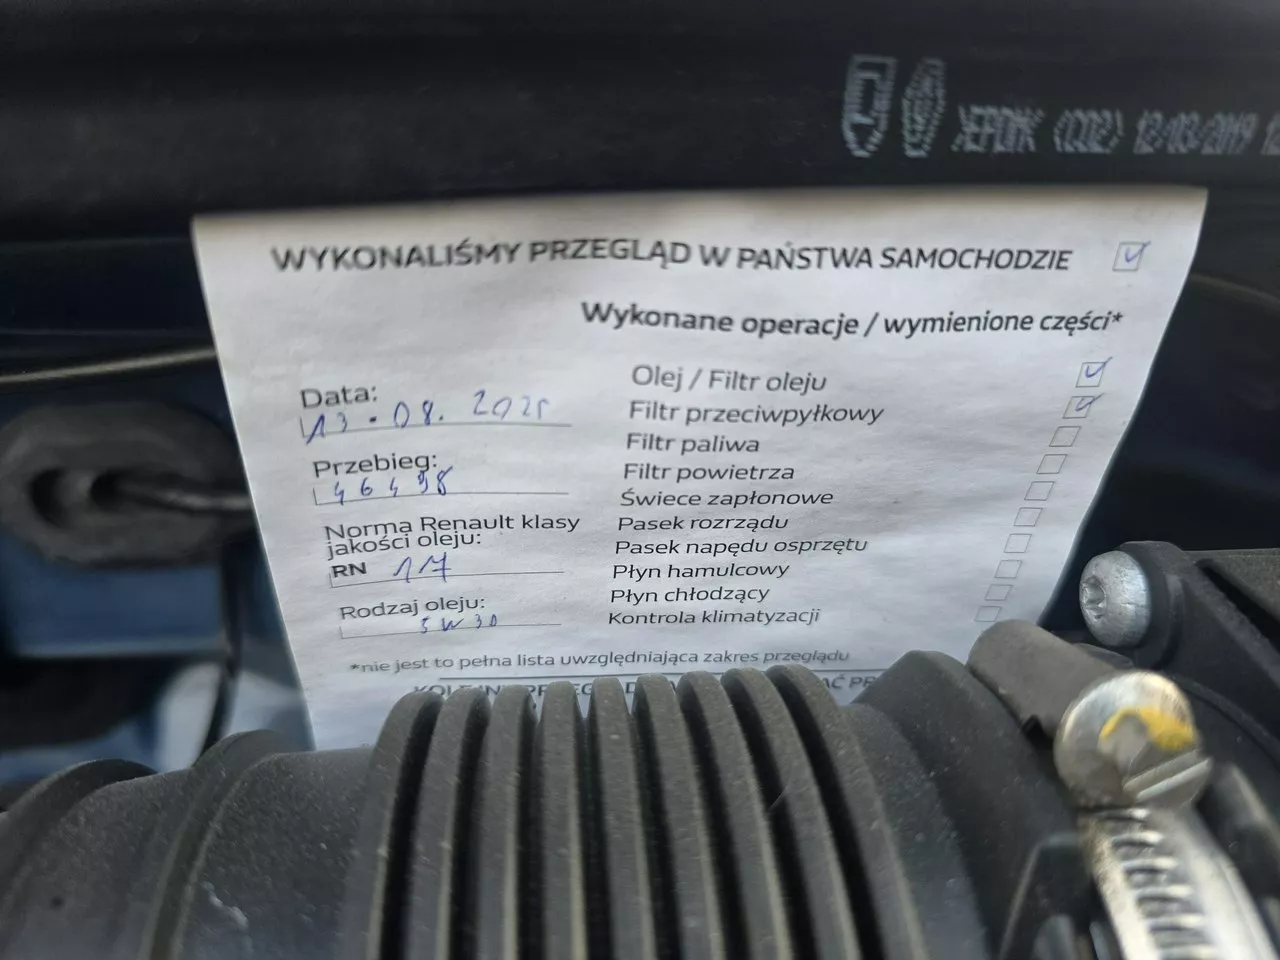 WYKONALIŚMY PRZEGLĄD W PAŃSTWA SAMOCHODZIE
Wykonane operacje / wymienione części*
Data:
13.08.2025
Przebieg:
46498
Norma Renault klasy
jakości oleju:
RN 17
Rodzaj oleju:
5W30
Olej / Filtr oleju
Filtr przeciwpyłkowy
Filtr paliwa
Filtr powietrza
Świece zapłonowe
Pasek rozrządu
Pasek napędu osprzętu
Płyn hamulcowy
Płyn chłodzący
Kontrola klimatyzacji
*nie jest to pełna lista uwzględniająca zakres przeglądu